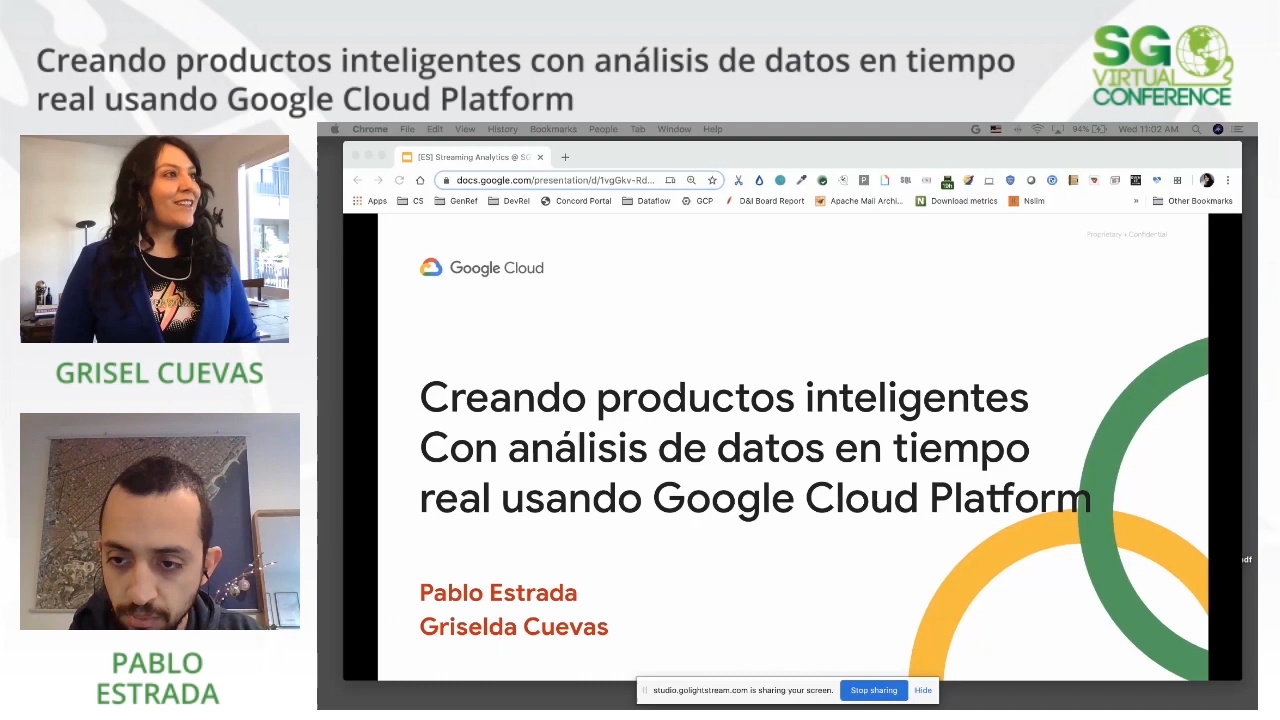 Creando productos inteligentes con análisis de datos en tiempo
real usando Google Cloud Platform
SG
VIRTUAL
CONFERENCE
GRISEL CUEVAS
PABLO
ESTRADA
Chrome File Edit View History Bookmarks People Tab Window Help
94%
Wed 11:02 AM
[ES] Streaming Analytics @ SG
docs.google.com/presentation/d/1vgGkv-Rd...
Apps CS GenRef DevRel Concord Portal Dataflow GCP D&I Board Report Apache Mail Archi... Download metrics Nslim » Other Bookmarks
Proprietary + Confidential
Google Cloud
Creando productos inteligentes
Con análisis de datos en tiempo
real usando Google Cloud Platform
Pablo Estrada
Griselda Cuevas
studio.golightstream.com is sharing your screen. Stop sharing Hide